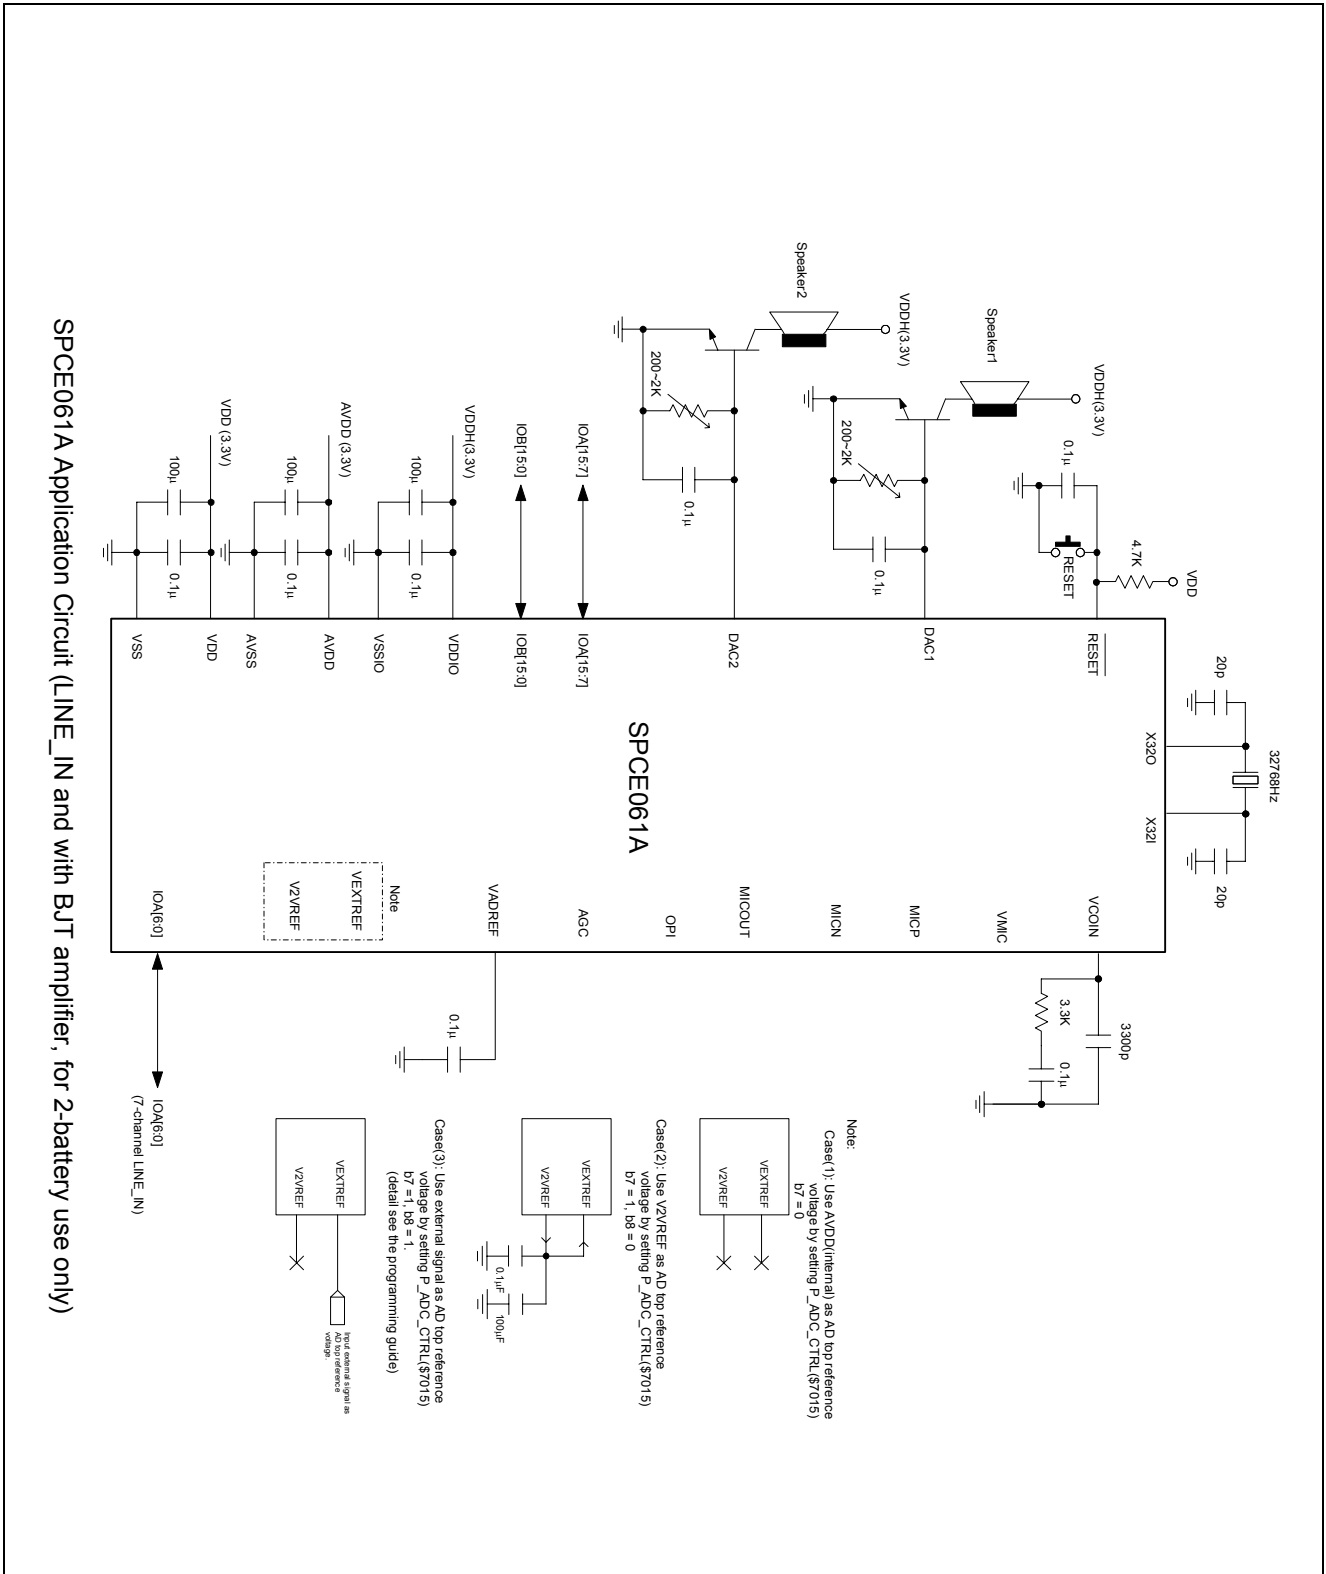 32768Hz
20p
20p
X32O
X32I
VDD
4.7K
RESET
0.1µ
RESET
VDDH(3.3V)
Speaker1
200~2K
0.1µ
DAC1
VDDH(3.3V)
Speaker2
200~2K
0.1µ
DAC2
IOA[15:7]
IOA[15:7]
IOB[15:0]
IOB[15:0]
VDDH(3.3V)
100µ
0.1µ
VDDIO
VSSIO
AVDD (3.3V)
100µ
0.1µ
AVDD
AVSS
VDD (3.3V)
100µ
0.1µ
VDD
VSS
SPCE061A
VCOIN
VMIC
MICP
MICN
MICOUT
OPI
AGC
VADREF
Note
VEXTREF
V2VREF
IOA[6:0]
3300p
3.3K
0.1µ
0.1µ
IOA[6:0]
(7-channel LINE_IN)
Note:
Case(1): Use AVDD(internal) as AD top reference
voltage by setting P_ADC_CTRL($7015)
b7 = 0
VEXTREF
V2VREF
Case(2): Use V2VREF as AD top reference
voltage by setting P_ADC_CTRL($7015)
b7 = 1, b8 = 0
VEXTREF
V2VREF
0.1µF
100µF
Case(3): Use external signal as AD top reference
voltage by setting P_ADC_CTRL($7015)
b7 =1, b8 = 1.
(detail see the programming guide)
VEXTREF
V2VREF
Input external signal as
AD top reference
voltage.
SPCE061A Application Circuit (LINE_IN and with BJT amplifier, for 2-battery use only)